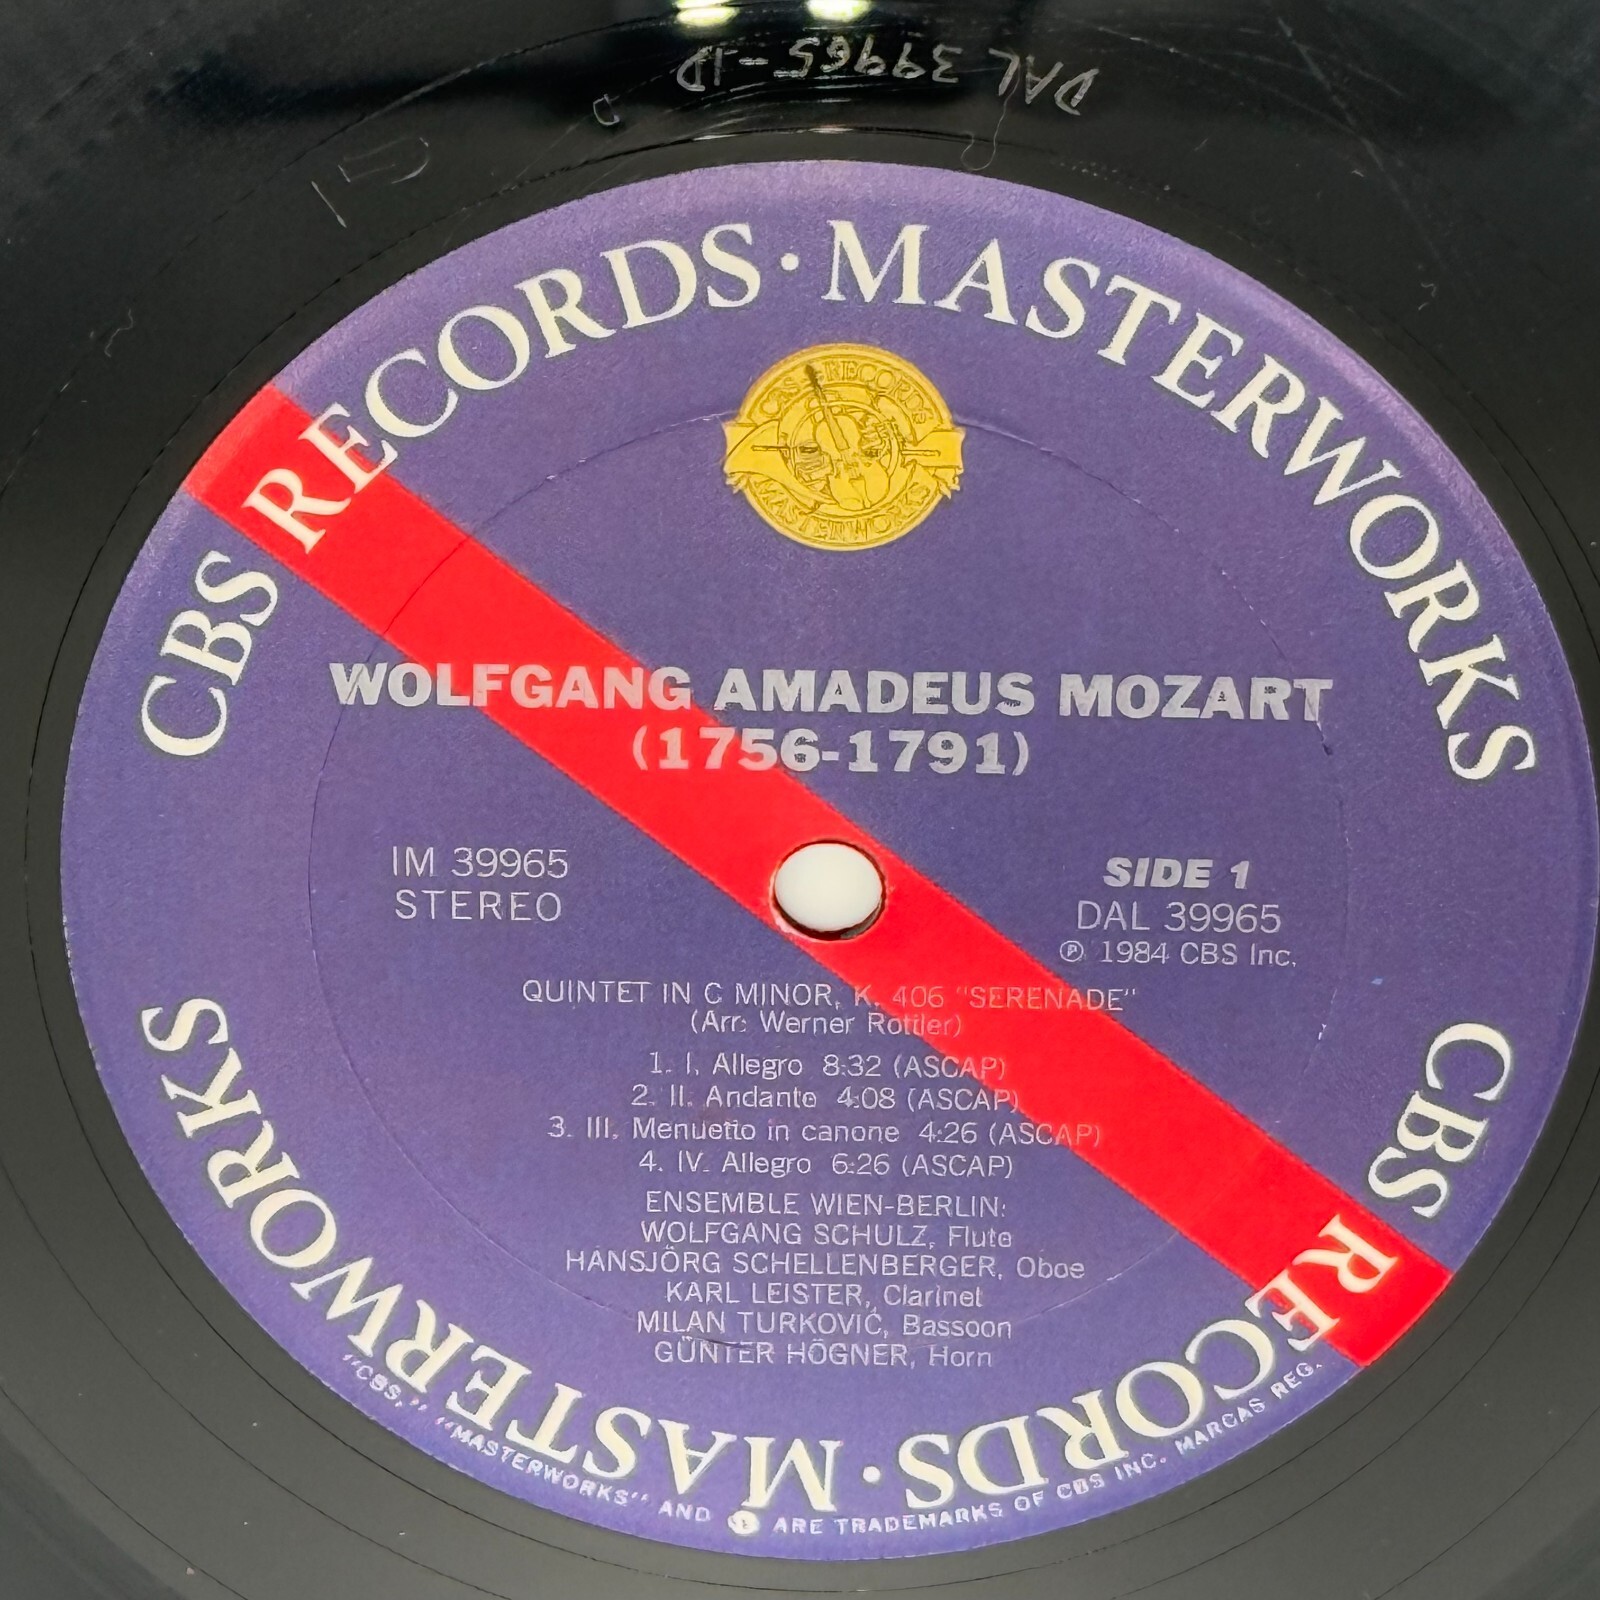 DAL 39965-1D
D
CBS RECORDS · MASTERWORKS
CBS RECORDS
MASTERWORKS
WOLFGANG AMADEUS MOZART
(1756-1791)
IM 39965
STEREO
SIDE 1
DAL 39965
℗ 1984 CBS Inc.
QUINTET IN C MINOR, K. 406 "SERENADE"
(Arr: Werner Rottler)
1. I. Allegro 8:32 (ASCAP)
2. II. Andante 4:08 (ASCAP)
3. III. Menuetto in canone 4:26 (ASCAP)
4. IV. Allegro 6:26 (ASCAP)
ENSEMBLE WIEN-BERLIN:
WOLFGANG SCHULZ, Flute
HANSJÖRG SCHELLENBERGER, Oboe
KARL LEISTER, Clarinet
MILAN TURKOVIĆ, Bassoon
GÜNTER HÖGNER, Horn
CBS RECORDS · MASTERWORKS
"CBS," "MASTERWORKS" AND ARE TRADEMARKS OF CBS INC. MARCAS REG.